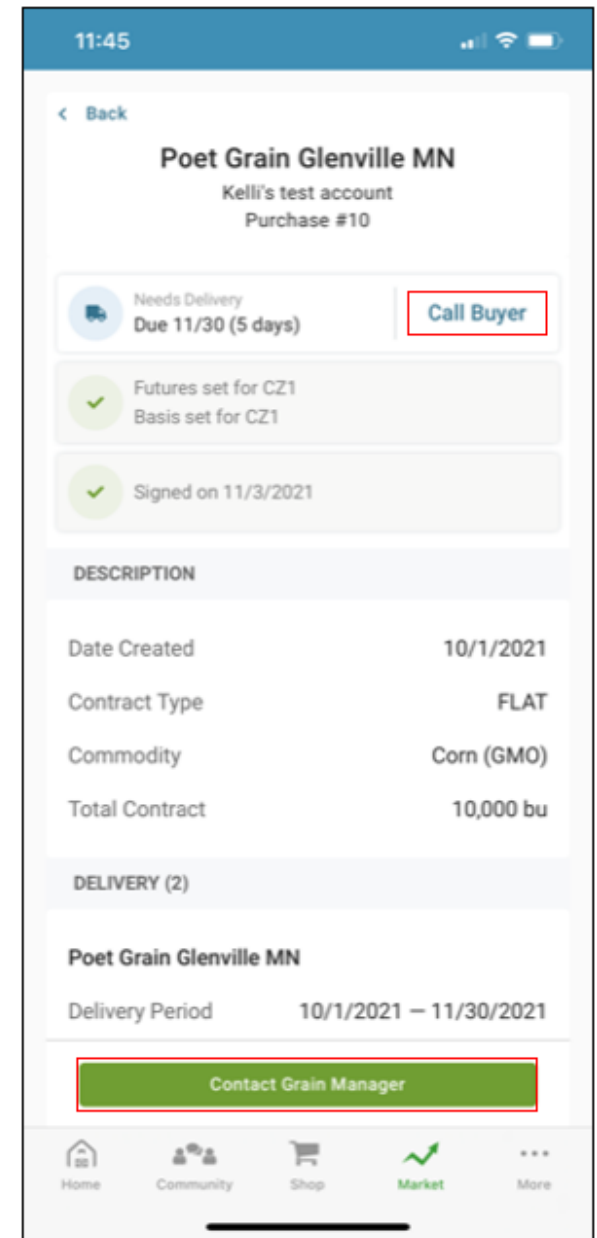 11:45
< Back
Poet Grain Glenville MN
Kelli's test account
Purchase #10
Needs Delivery
Due 11/30 (5 days)
Call Buyer
Futures set for CZ1
Basis set for CZ1
Signed on 11/3/2021
DESCRIPTION
Date Created 10/1/2021
Contract Type FLAT
Commodity Corn (GMO)
Total Contract 10,000 bu
DELIVERY (2)
Poet Grain Glenville MN
Delivery Period 10/1/2021 — 11/30/2021
Contact Grain Manager
Home Community Shop Market More